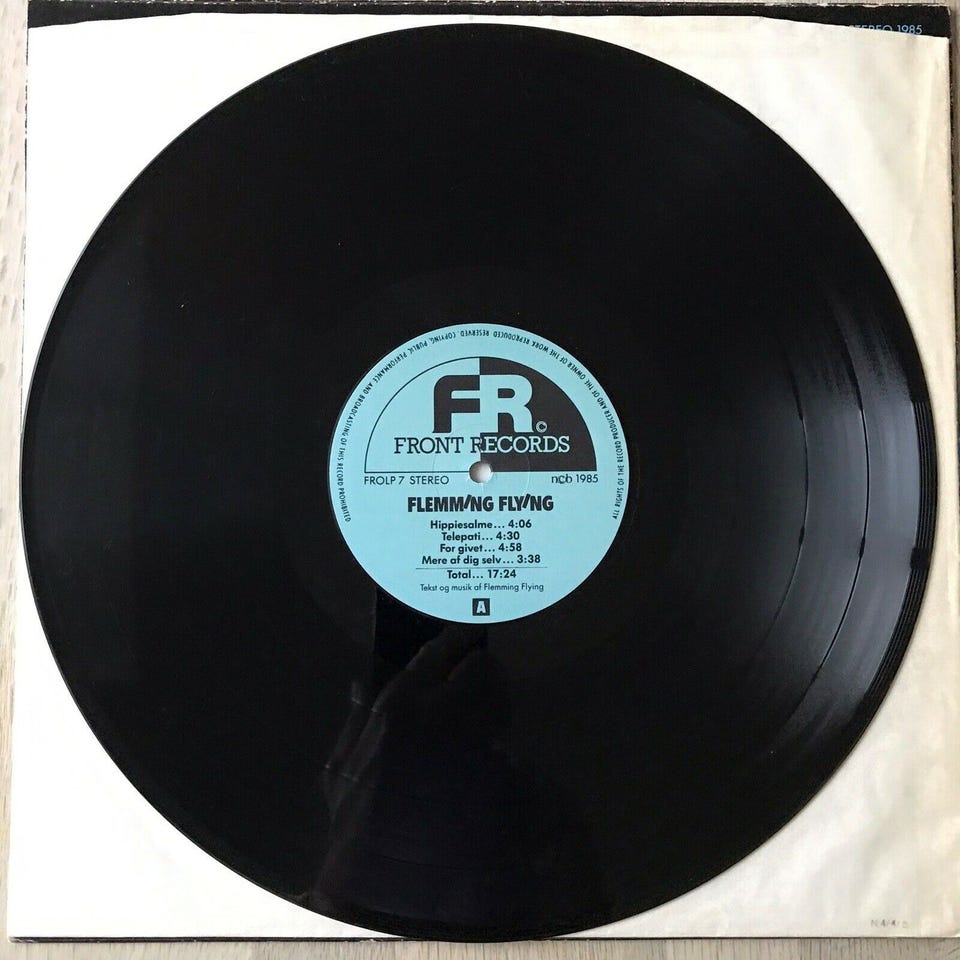 STEREO 1985
ALL RIGHTS OF THE RECORD PRODUCER AND OF THE OWNER OF THE WORK REPRODUCED RESERVED. COPYING, PUBLIC PERFORMANCE AND BROADCASTING OF THIS RECORD PROHIBITED
FR
©
FRONT RECORDS
FROLP 7 STEREO
ncb 1985
FLEMMING FLYING
Hippiesalme... 4:06
Telepati... 4:30
For givet... 4:58
Mere af dig selv... 3:38
Total... 17:24
Tekst og musik af Flemming Flying
A